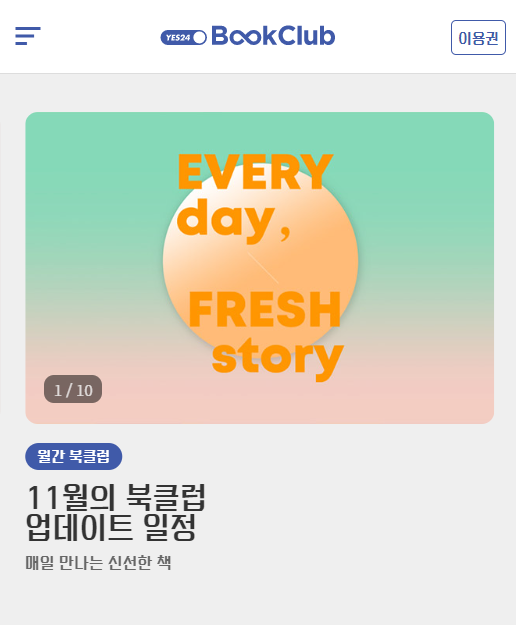 YES24 BookClub
이용권
EVERY
day,
FRESH
story
1 / 10
월간 북클럽
11월의 북클럽
업데이트 일정
매일 만나는 신선한 책